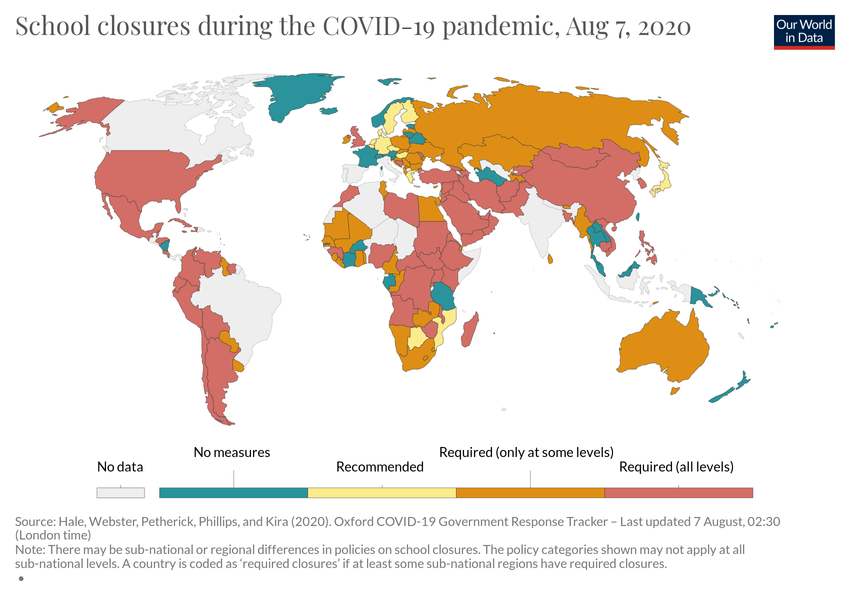 School closures during the COVID-19 pandemic, Aug 7, 2020
Our World
in Data
No data
No measures
Recommended
Required (only at some levels)
Required (all levels)
Source: Hale, Webster, Petherick, Phillips, and Kira (2020). Oxford COVID-19 Government Response Tracker – Last updated 7 August, 02:30
(London time)
Note: There may be sub-national or regional differences in policies on school closures. The policy categories shown may not apply at all
sub-national levels. A country is coded as 'required closures' if at least some sub-national regions have required closures.